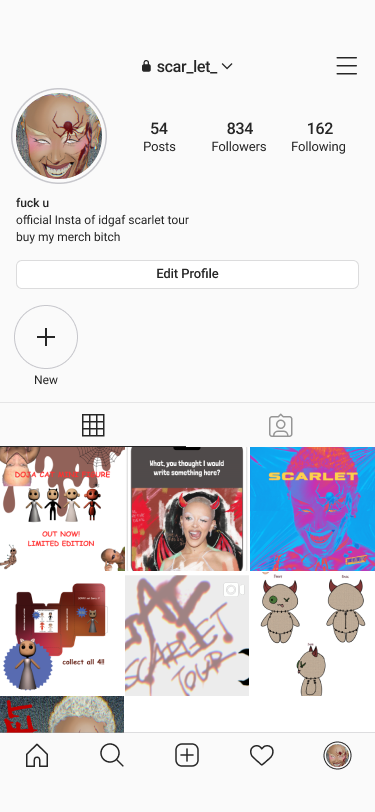 scar_let_
54
834
162
Posts
Followers
Following
fuck u
official Insta of idgaf scarlet tour
buy my merch bitch
Edit Profile
New
DOJA CAT
OUT NOW!
LIMITED EDITION
What, you thought I would
write something here?
SCARLET
collect all 4!!
SCARLET
TOUR